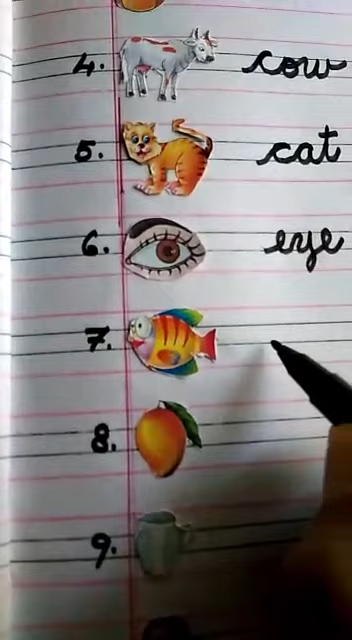 4. cow
5. cat
6. eye
7.
8.
9.